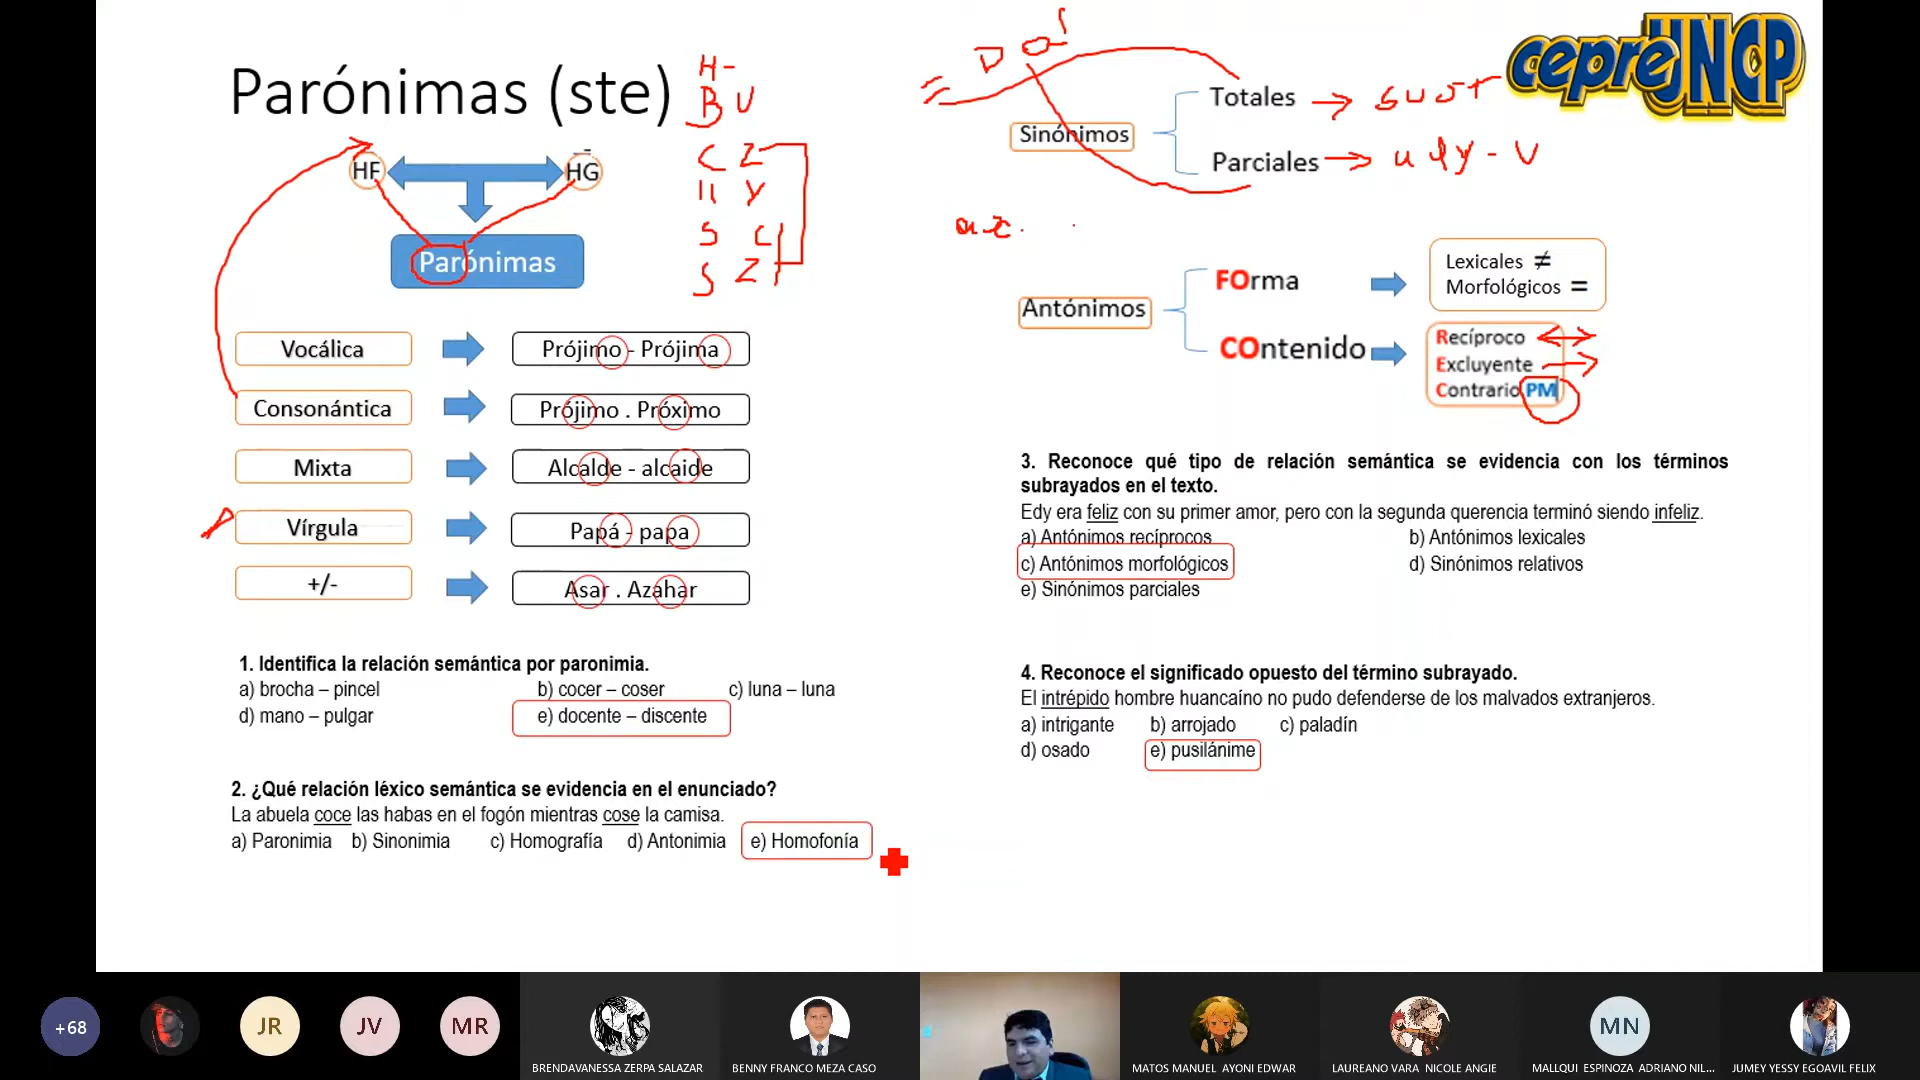 Parónimas (ste)
H -
B V
C Z
ll Y
S C
S Z
HF
HG
Parónimas
Vocálica
Prójimo - Prójima
Consonántica
Prójimo . Próximo
Mixta
Alcalde - alcaide
Vírgula
Papá - papa
+/-
Asar . Azahar
1. Identifica la relación semántica por paronimia.
a) brocha – pincel b) cocer – coser c) luna – luna
d) mano – pulgar e) docente – discente
2. ¿Qué relación léxico semántica se evidencia en el enunciado?
La abuela coce las habas en el fogón mientras cose la camisa.
a) Paronimia b) Sinonimia c) Homografía d) Antonimia e) Homofonía
cepreUNCP
Sinónimos
Totales
Parciales
Antónimos
FOrma
Lexicales ≠
Morfológicos =
COntenido
Recíproco
Excluyente
Contrario PM
3. Reconoce qué tipo de relación semántica se evidencia con los términos
subrayados en el texto.
Edy era feliz con su primer amor, pero con la segunda querencia terminó siendo infeliz.
a) Antónimos recíprocos b) Antónimos lexicales
c) Antónimos morfológicos d) Sinónimos relativos
e) Sinónimos parciales
4. Reconoce el significado opuesto del término subrayado.
El intrépido hombre huancaíno no pudo defenderse de los malvados extranjeros.
a) intrigante b) arrojado c) paladín
d) osado e) pusilánime
+68
JR
JV
MR
BRENDAVANESSA ZERPA SALAZAR
BENNY FRANCO MEZA CASO
MATOS MANUEL AYONI EDWAR
LAUREANO VARA NICOLE ANGIE
MN
MALLQUI ESPINOZA ADRIANO NIL...
JUMEY YESSY EGOAVIL FELIX